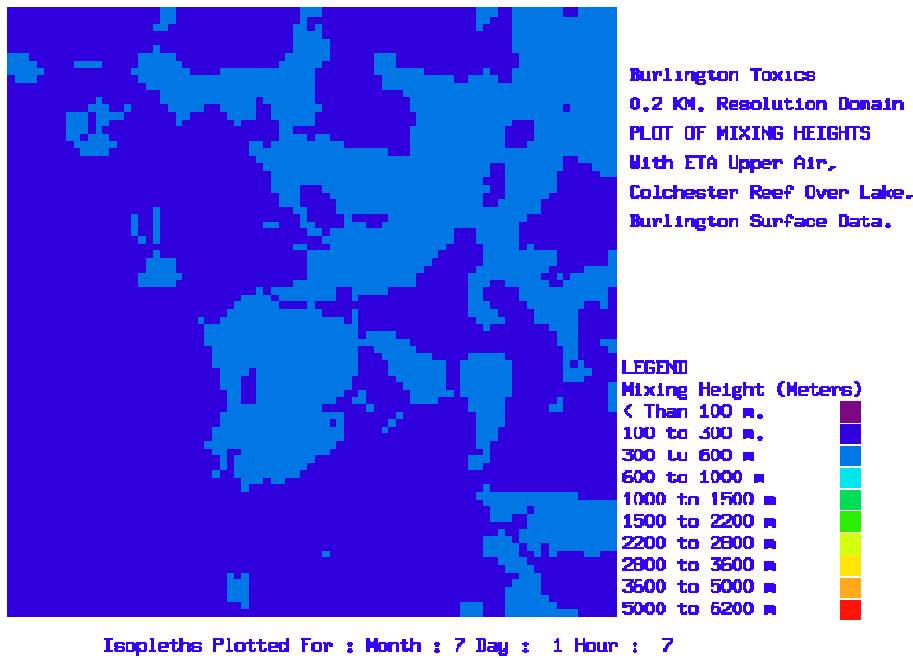 Burlington Toxics
0.2 KM. Resolution Domain
PLOT OF MIXING HEIGHTS
With ETA Upper Air,
Colchester Reef Over Lake.
Burlington Surface Data.
LEGEND
Mixing Height (Meters)
< Than 100 m.
100 to 300 m.
300 to 600 m
600 to 1000 m
1000 to 1500 m
1500 to 2200 m
2200 to 2800 m
2800 to 3600 m
3600 to 5000 m
5000 to 6200 m
Isopleths Plotted For : Month : 7 Day : 1 Hour : 7